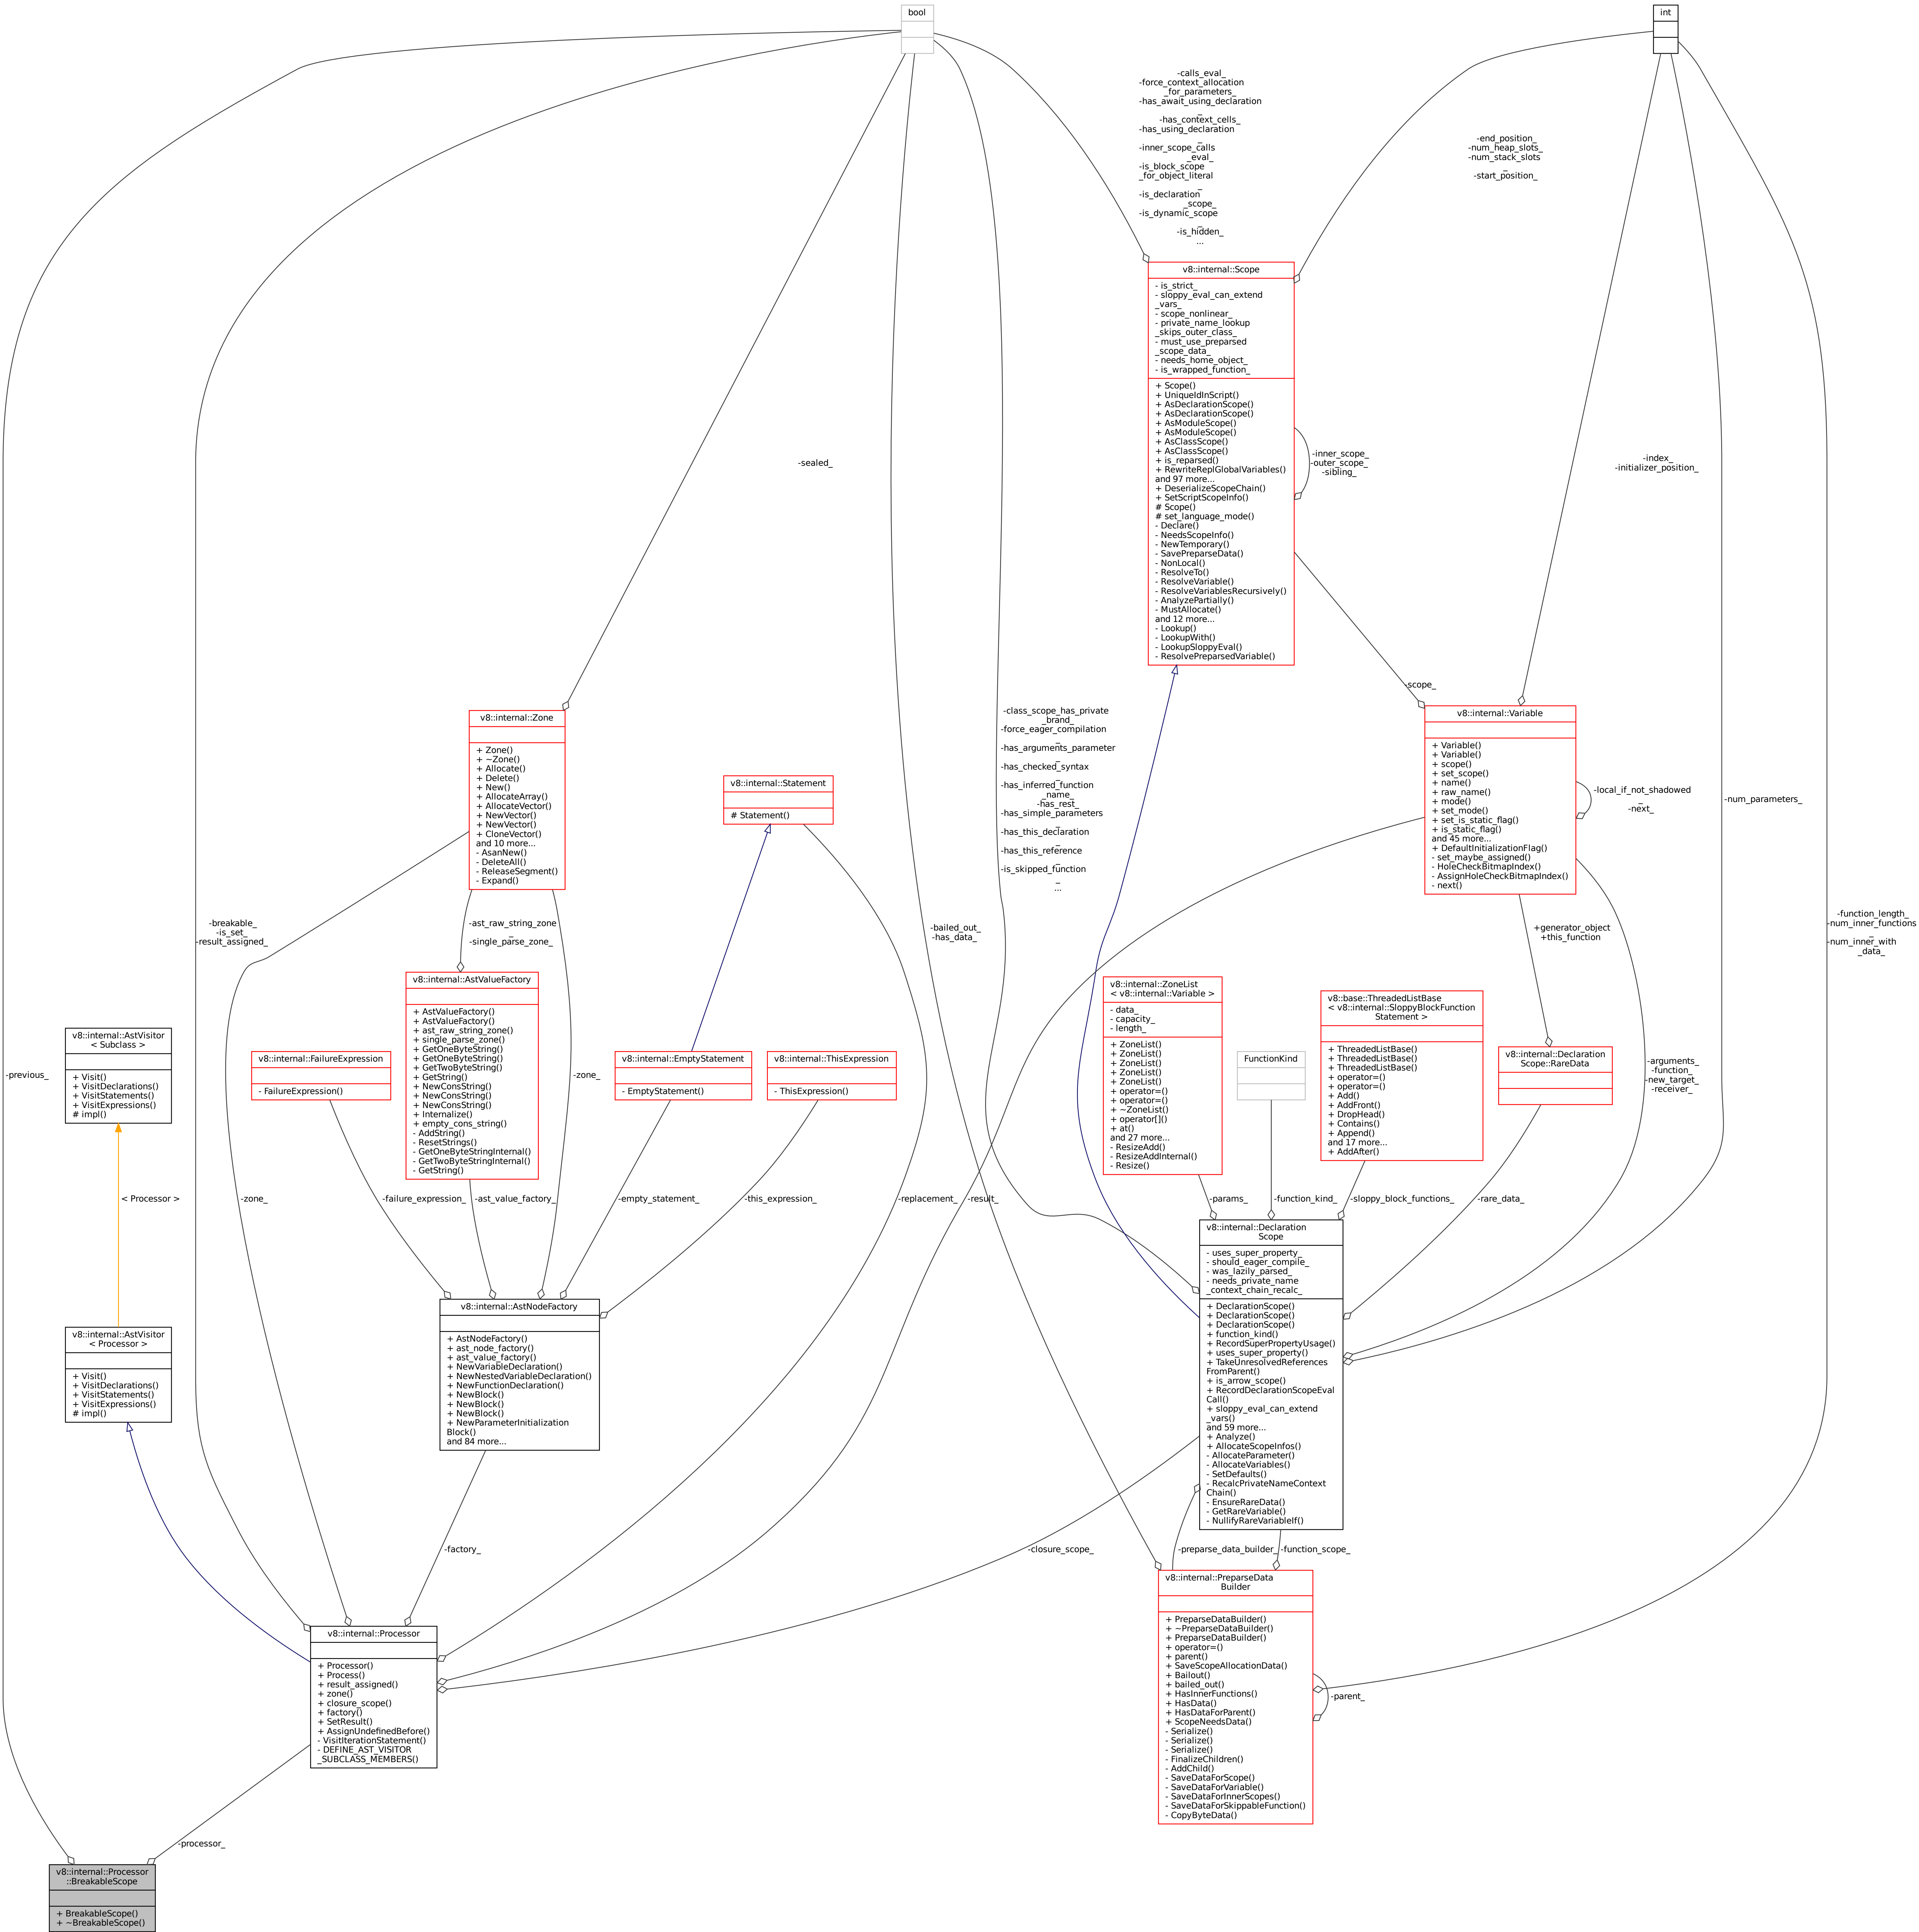 bool
int
-calls_eval_
-force_context_allocation
_for_parameters_
-has_await_using_declaration
_
-has_context_cells_
-has_using_declaration
_
-inner_scope_calls
_eval_
-is_block_scope
_for_object_literal
_
-is_declaration
_scope_
-is_dynamic_scope
_
-is_hidden_
...
-end_position_
-num_heap_slots_
-num_stack_slots
_
-start_position_
v8::internal::Scope
- is_strict_
- sloppy_eval_can_extend
_vars_
- scope_nonlinear_
- private_name_lookup
_skips_outer_class_
- must_use_preparsed
_scope_data_
- needs_home_object_
- is_wrapped_function_
+ Scope()
+ UniqueIdInScript()
+ AsDeclarationScope()
+ AsDeclarationScope()
+ AsModuleScope()
+ AsModuleScope()
+ AsClassScope()
+ AsClassScope()
+ is_reparsed()
+ RewriteReplGlobalVariables()
and 97 more...
+ DeserializeScopeChain()
+ SetScriptScopeInfo()
# Scope()
# set_language_mode()
- Declare()
- NeedsScopeInfo()
- NewTemporary()
- SavePreparseData()
- NonLocal()
- ResolveTo()
- ResolveVariable()
- ResolveVariablesRecursively()
- AnalyzePartially()
- MustAllocate()
and 12 more...
- Lookup()
- LookupWith()
- LookupSloppyEval()
- ResolvePreparsedVariable()
-inner_scope_
-outer_scope_
-sibling_
-sealed_
-index_
-initializer_position_
-num_parameters_
-scope_
v8::internal::Zone
+ Zone()
+ ~Zone()
+ Allocate()
+ Delete()
+ New()
+ AllocateArray()
+ AllocateVector()
+ NewVector()
+ NewVector()
+ CloneVector()
and 10 more...
- AsanNew()
- DeleteAll()
- ReleaseSegment()
- Expand()
v8::internal::Statement
# Statement()
-class_scope_has_private
_brand_
-force_eager_compilation
_
-has_arguments_parameter
_
-has_checked_syntax
_
-has_inferred_function
_name_
-has_rest_
-has_simple_parameters
_
-has_this_declaration
_
-has_this_reference
_
-is_skipped_function
_
...
v8::internal::Variable
+ Variable()
+ Variable()
+ scope()
+ set_scope()
+ name()
+ raw_name()
+ mode()
+ set_mode()
+ set_is_static_flag()
+ is_static_flag()
and 45 more...
+ DefaultInitializationFlag()
- set_maybe_assigned()
- HoleCheckBitmapIndex()
- AssignHoleCheckBitmapIndex()
- next()
-local_if_not_shadowed
_
-next_
-breakable_
-is_set_
-result_assigned_
-ast_raw_string_zone
_
-single_parse_zone_
-bailed_out_
-has_data_
+generator_object
+this_function
-function_length_
-num_inner_functions
_
-num_inner_with
_data_
v8::internal::AstValueFactory
+ AstValueFactory()
+ AstValueFactory()
+ ast_raw_string_zone()
+ single_parse_zone()
+ GetOneByteString()
+ GetOneByteString()
+ GetTwoByteString()
+ GetString()
+ NewConsString()
+ NewConsString()
+ NewConsString()
+ Internalize()
+ empty_cons_string()
- AddString()
- ResetStrings()
- GetOneByteStringInternal()
- GetTwoByteStringInternal()
- GetString()
v8::internal::ZoneList
< v8::internal::Variable >
- data_
- capacity_
- length_
+ ZoneList()
+ ZoneList()
+ ZoneList()
+ ZoneList()
+ ZoneList()
+ operator=()
+ operator=()
+ ~ZoneList()
+ operator[]()
+ at()
and 27 more...
- ResizeAdd()
- ResizeAddInternal()
- Resize()
v8::base::ThreadedListBase
< v8::internal::SloppyBlockFunction
Statement >
+ ThreadedListBase()
+ ThreadedListBase()
+ ThreadedListBase()
+ operator=()
+ operator=()
+ Add()
+ AddFront()
+ DropHead()
+ Contains()
+ Append()
and 17 more...
+ AddAfter()
v8::internal::AstVisitor
< Subclass >
+ Visit()
+ VisitDeclarations()
+ VisitStatements()
+ VisitExpressions()
# impl()
v8::internal::FailureExpression
- FailureExpression()
v8::internal::EmptyStatement
- EmptyStatement()
v8::internal::ThisExpression
- ThisExpression()
FunctionKind
v8::internal::Declaration
Scope::RareData
-previous_
-zone_
-arguments_
-function_
-new_target_
-receiver_
< Processor >
-zone_
-failure_expression_
-ast_value_factory_
-empty_statement_
-this_expression_
-replacement_
-result_
-params_
-function_kind_
-sloppy_block_functions_
-rare_data_
v8::internal::Declaration
Scope
- uses_super_property_
- should_eager_compile_
- was_lazily_parsed_
- needs_private_name
_context_chain_recalc_
+ DeclarationScope()
+ DeclarationScope()
+ DeclarationScope()
+ function_kind()
+ RecordSuperPropertyUsage()
+ uses_super_property()
+ TakeUnresolvedReferences
FromParent()
+ is_arrow_scope()
+ RecordDeclarationScopeEval
Call()
+ sloppy_eval_can_extend
_vars()
and 59 more...
+ Analyze()
+ AllocateScopeInfos()
- AllocateParameter()
- AllocateVariables()
- SetDefaults()
- RecalcPrivateNameContext
Chain()
- EnsureRareData()
- GetRareVariable()
- NullifyRareVariableIf()
v8::internal::AstNodeFactory
+ AstNodeFactory()
+ ast_node_factory()
+ ast_value_factory()
+ NewVariableDeclaration()
+ NewNestedVariableDeclaration()
+ NewFunctionDeclaration()
+ NewBlock()
+ NewBlock()
+ NewBlock()
+ NewParameterInitialization
Block()
and 84 more...
v8::internal::AstVisitor
< Processor >
+ Visit()
+ VisitDeclarations()
+ VisitStatements()
+ VisitExpressions()
# impl()
-factory_
-closure_scope_
-preparse_data_builder_
-function_scope_
v8::internal::PreparseData
Builder
+ PreparseDataBuilder()
+ ~PreparseDataBuilder()
+ PreparseDataBuilder()
+ operator=()
+ parent()
+ SaveScopeAllocationData()
+ Bailout()
+ bailed_out()
+ HasInnerFunctions()
+ HasData()
+ HasDataForParent()
+ ScopeNeedsData()
- Serialize()
- Serialize()
- Serialize()
- FinalizeChildren()
- AddChild()
- SaveDataForScope()
- SaveDataForVariable()
- SaveDataForInnerScopes()
- SaveDataForSkippableFunction()
- CopyByteData()
-parent_
v8::internal::Processor
+ Processor()
+ Process()
+ result_assigned()
+ zone()
+ closure_scope()
+ factory()
+ SetResult()
+ AssignUndefinedBefore()
- VisitIterationStatement()
- DEFINE_AST_VISITOR
_SUBCLASS_MEMBERS()
-processor_
v8::internal::Processor
::BreakableScope
+ BreakableScope()
+ ~BreakableScope()